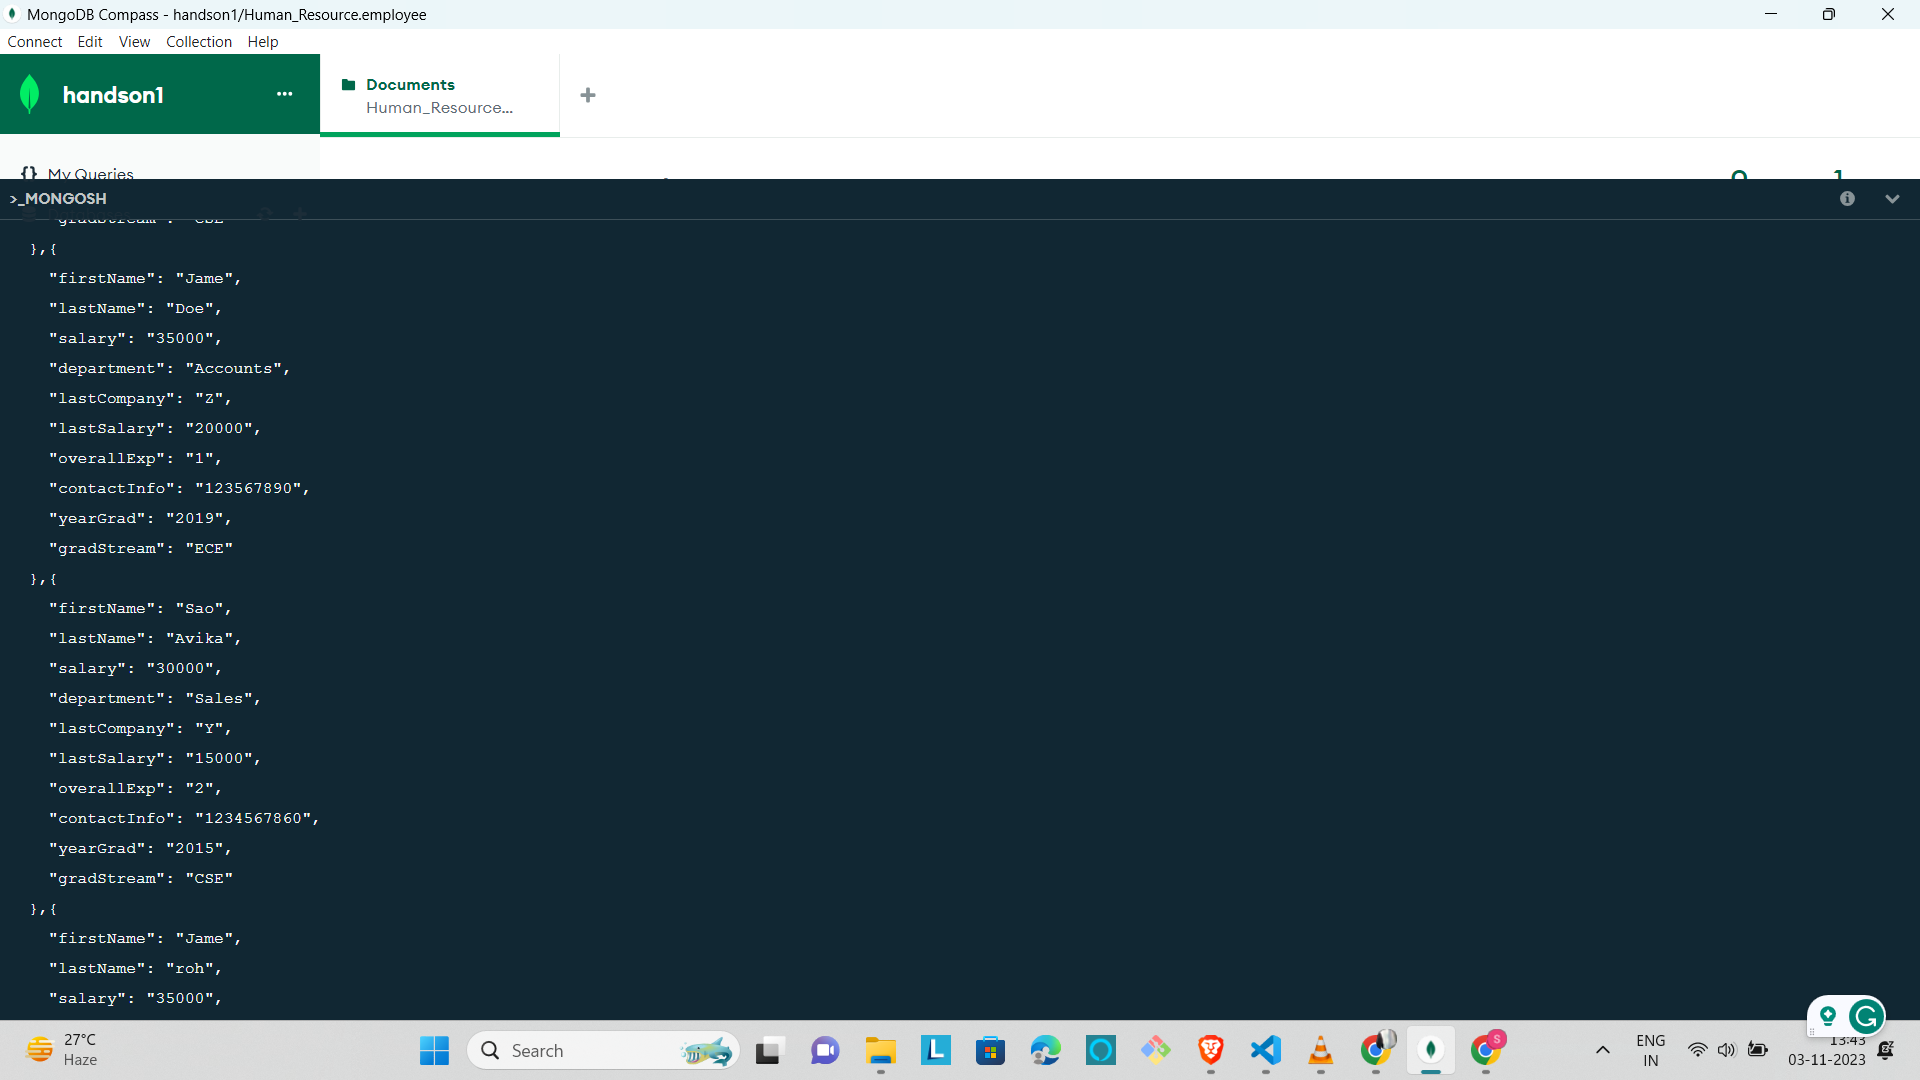 MongoDB Compass - handson1/Human_Resource.employee
Connect Edit View Collection Help
handson1
Documents
Human_Resource...
{} My Queries
>_MONGOSH
"gradStream": "CSE"
},{
"firstName": "Jame",
"lastName": "Doe",
"salary": "35000",
"department": "Accounts",
"lastCompany": "Z",
"lastSalary": "20000",
"overallExp": "1",
"contactInfo": "123567890",
"yearGrad": "2019",
"gradStream": "ECE"
},{
"firstName": "Sao",
"lastName": "Avika",
"salary": "30000",
"department": "Sales",
"lastCompany": "Y",
"lastSalary": "15000",
"overallExp": "2",
"contactInfo": "1234567860",
"yearGrad": "2015",
"gradStream": "CSE"
},{
"firstName": "Jame",
"lastName": "roh",
"salary": "35000",
27°C
Haze
Search
L
S
ENG
IN
13:43
03-11-2023